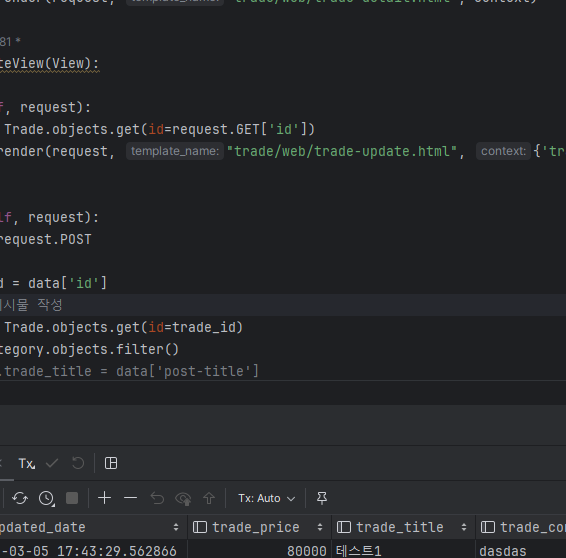 ender(request, template_name: "trade/web/trade-detail.html", context)
81 *
teView(View):
f, request):
Trade.objects.get(id=request.GET['id'])
render(request, template_name: "trade/web/trade-update.html", context: {'tr
lf, request):
request.POST
d = data['id']
시물 작성
Trade.objects.get(id=trade_id)
tegory.objects.filter()
.trade_title = data['post-title']
Tx
Tx: Auto
pdated_date trade_price trade_title trade_co
-03-05 17:43:29.562866 80000 테스트1 dasdas